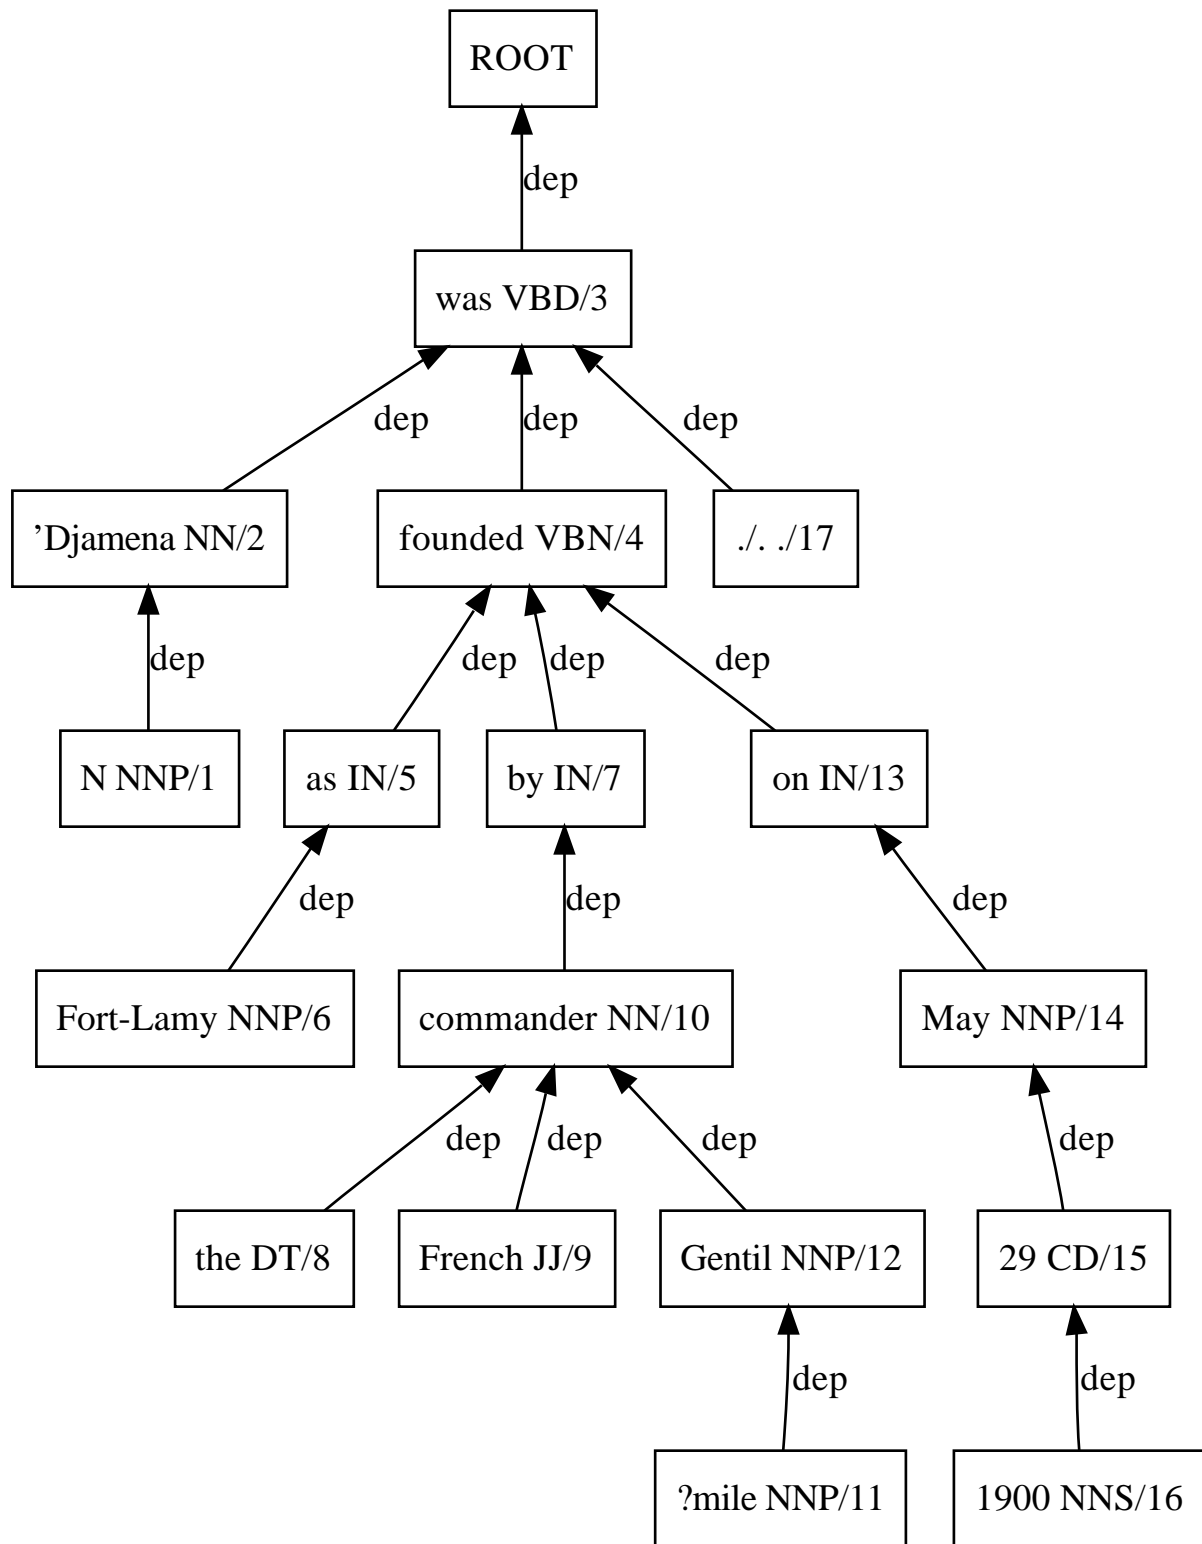 ROOT
dep
was VBD/3
dep dep dep
’Djamena NN/2 founded VBN/4 ./. ./17
dep dep dep dep
N NNP/1 as IN/5 by IN/7 on IN/13
dep dep dep
Fort-Lamy NNP/6 commander NN/10 May NNP/14
dep dep dep dep
the DT/8 French JJ/9 Gentil NNP/12 29 CD/15
dep dep
?mile NNP/11 1900 NNS/16